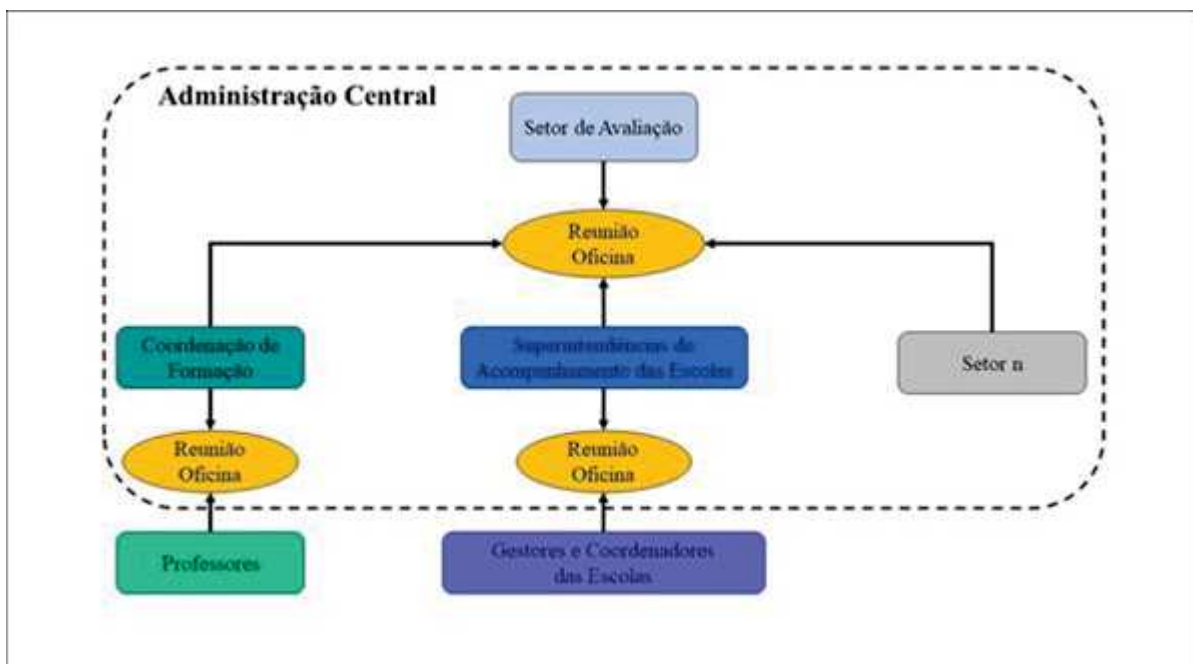 Administração Central
Setor de Avaliação
Reunião
Oficina
Coordenação de
Formação
Superintendências de
Acompanhamento das Escolas
Setor n
Reunião
Oficina
Reunião
Oficina
Professores
Gestores e Coordenadores
das Escolas